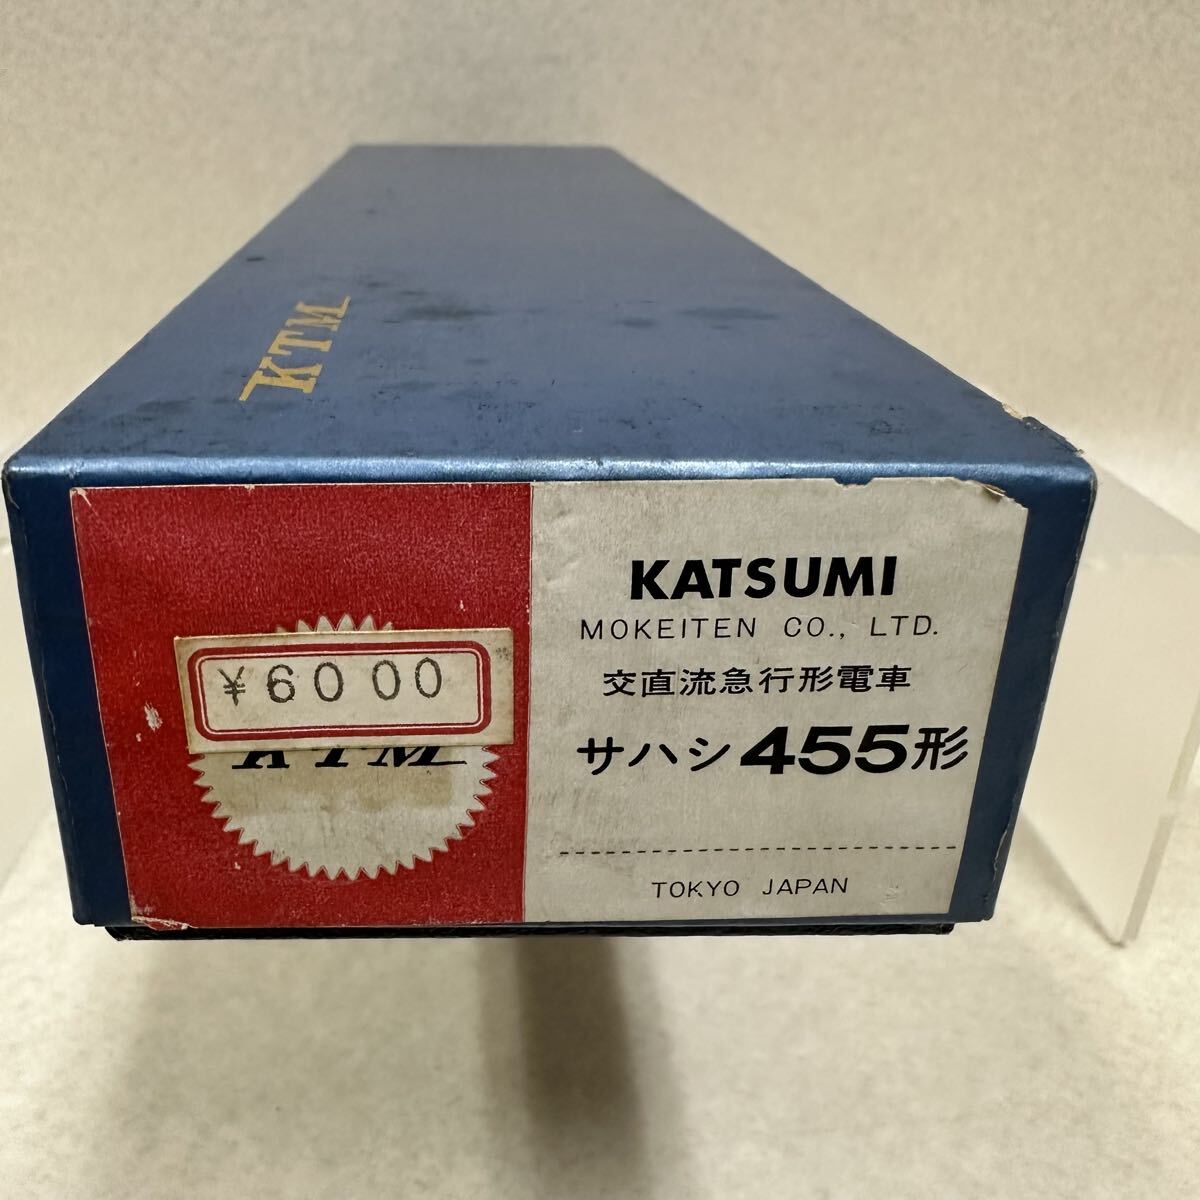 KTM
¥6000
KTM
KATSUMI
MOKEITEN CO., LTD.
交直流急行形電車
サハシ455形
TOKYO JAPAN